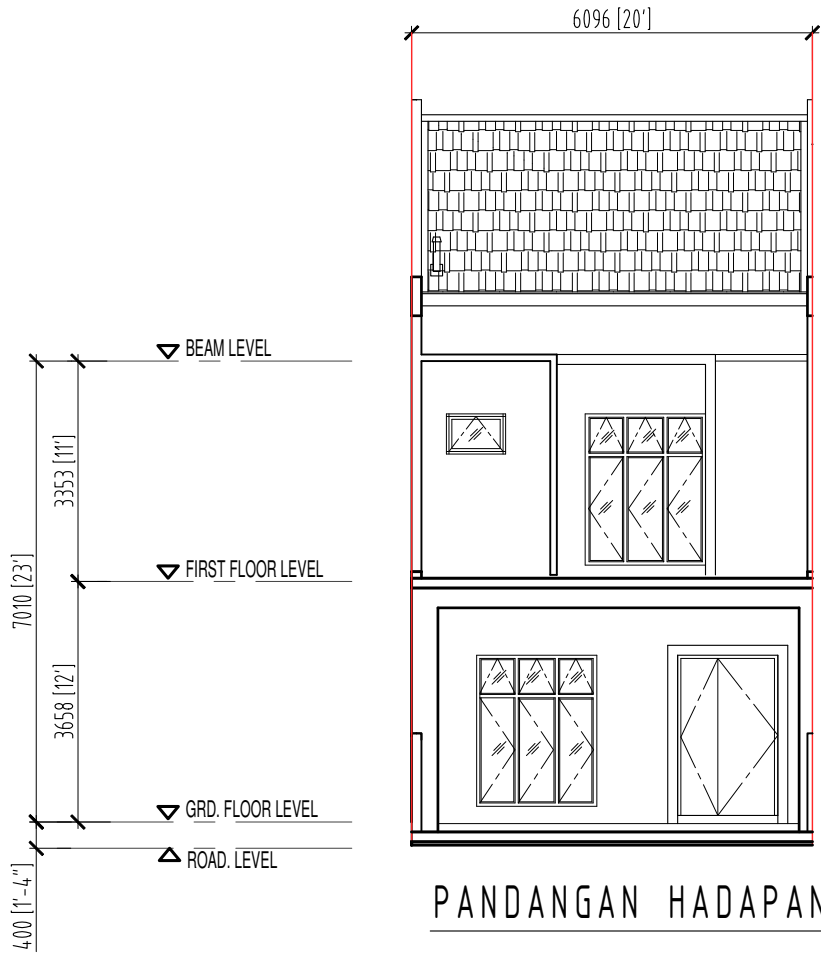 6096 [20']
BEAM LEVEL
3353 [11']
FIRST FLOOR LEVEL
7010 [23']
3658 [12']
GRD. FLOOR LEVEL
ROAD. LEVEL
400 [1'-4"]
PANDANGAN HADAPAN